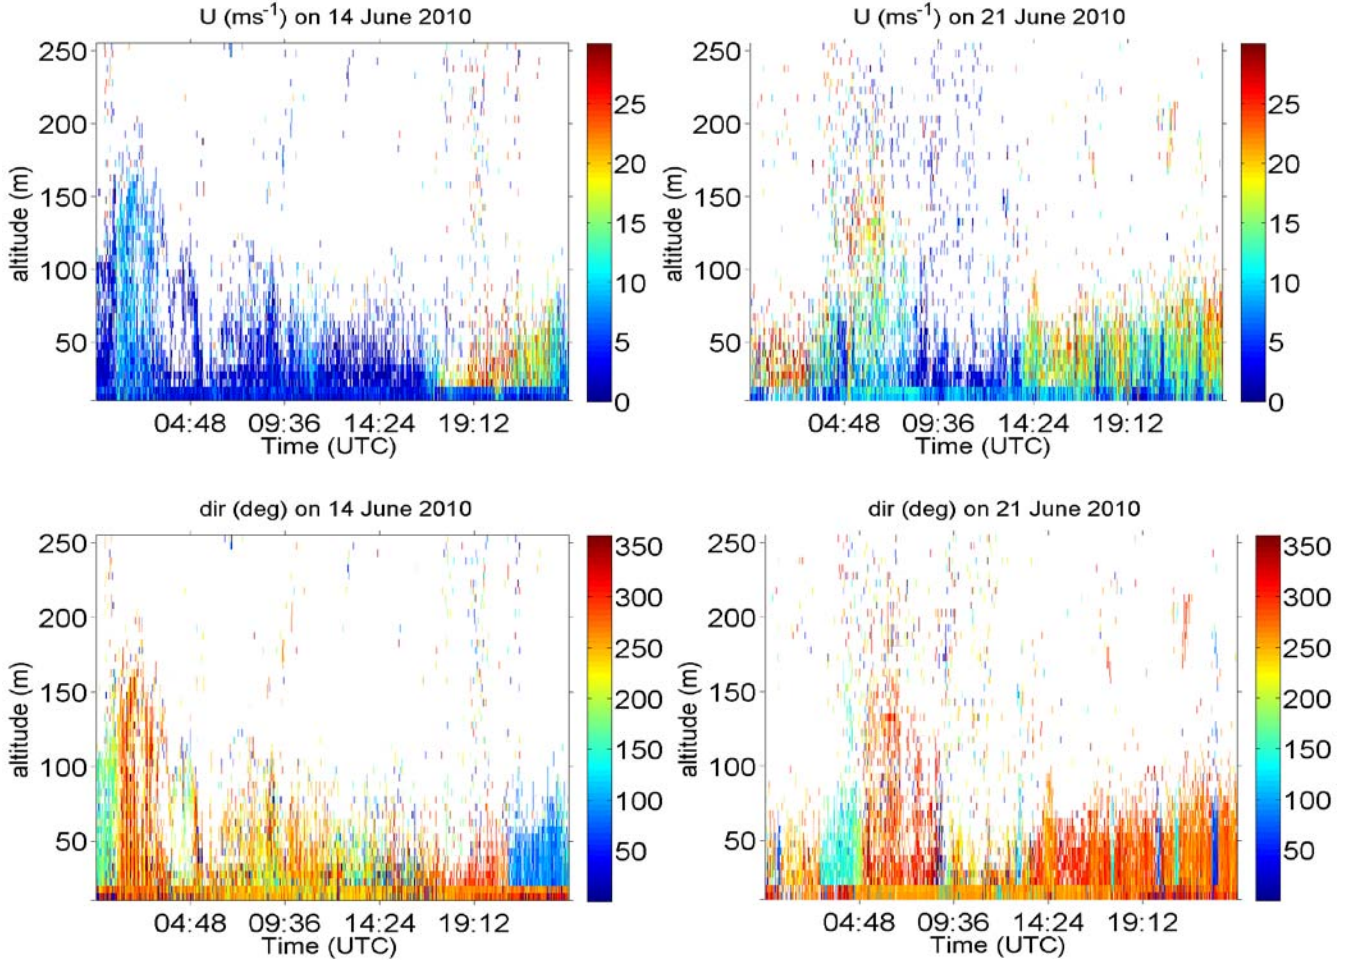 U (ms-1) on 14 June 2010
250
200
150
100
50
altitude (m)
04:48 09:36 14:24 19:12
Time (UTC)
25
20
15
10
5
0
U (ms-1) on 21 June 2010
250
200
150
100
50
altitude (m)
04:48 09:36 14:24 19:12
Time (UTC)
25
20
15
10
5
0
dir (deg) on 14 June 2010
250
200
150
100
50
altitude (m)
04:48 09:36 14:24 19:12
Time (UTC)
350
300
250
200
150
100
50
dir (deg) on 21 June 2010
250
200
150
100
50
altitude (m)
04:48 09:36 14:24 19:12
Time (UTC)
350
300
250
200
150
100
50